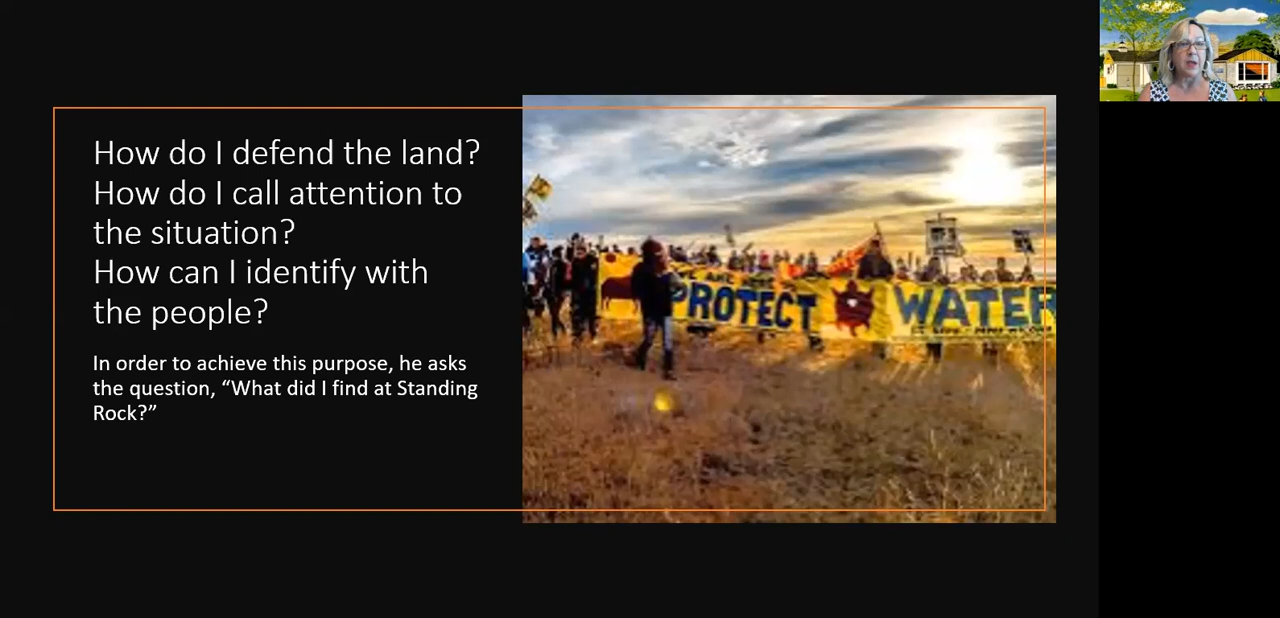 How do I defend the land?
How do I call attention to
the situation?
How can I identify with
the people?
In order to achieve this purpose, he asks
the question, “What did I find at Standing
Rock?”
PROTECT WATER